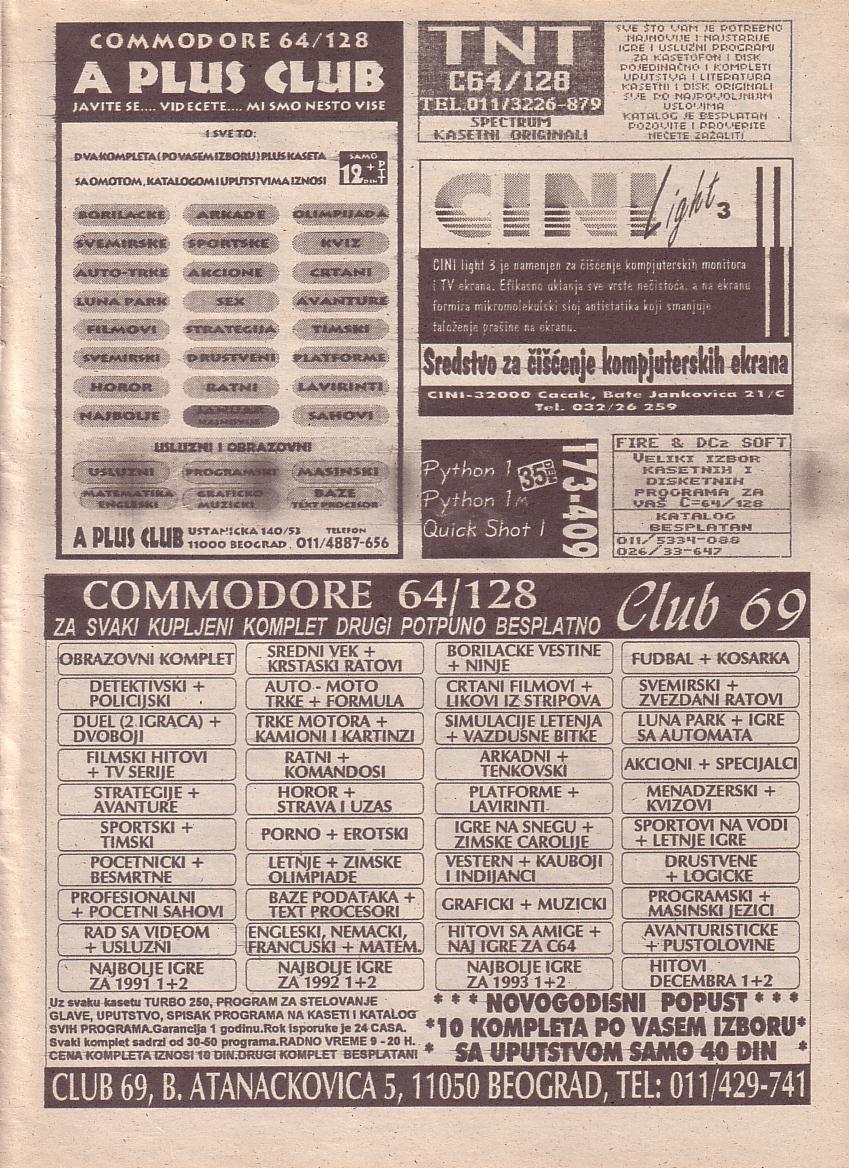 COMMODORE 64/128
A PLUS CLUB
JAVITE SE.... VIDECETE.... MI SMO NESTO VISE
I SVE TO:
DVA KOMPLETA (PO VASEM IZBORU) PLUS KASETA
SA OMOTOM, KATALOGOM I UPUTSTVIMA IZNOSI
SAMO
12 DIN + PTT
BORILACKE ARKADE OLIMPIJADA
SVEMIRSKE SPORTSKE KVIZ
AUTO-TRKE AKCIONE CRTANI
LUNA PARK SEX AVANTURE
FILMOVI STRATEGIJA TIMSKI
SVEMIRSKI DRUSTVENI PLATFORME
HOROR RATNI LAVIRINTI
NAJBOLJE NAJNOVIJE SAHOVI
USLUZNI I OBRAZOVNI
USLUZNI PROGRAMSKI MASINSKI
MATEMATIKA ENGLESKI
GRAFICKO MUZICKI
BAZE TEXT PROCESOR
A PLUS CLUB
USTANICKA 140/53
11000 BEOGRAD.
TELEFON
011/4887-656
TNT
C64/128
TEL.011/3226-879
SPECTRUM
KASETNI ORIGINALI
SVE ŠTO VAM JE POTREBNO
NAJNOVIJE I NAJSTARIJE
IGRE I USLUŽNI PROGRAMI
ZA KASETOFON I DISK
POJEDINAČNO I KOMPLETI
UPUTSTVA I LITERATURA
KASETNI I DISK ORIGINALI
SVE PO NAJPOVOLJNIJIM
USLOVIMA
KATALOG JE BESPLATAN
POZOVITE I PROVERITE
NEĆETE ZAŽALITI
CINI Light 3
CINI light 3 je namenjen za čišćenje kompjuterskih monitora
i TV ekrana. Efikasno uklanja sve vrste nečistoća, a na ekranu
formira mikromolekulski sloj antistatika koji smanjuje
taloženje prašine na ekranu.
Sredstvo za čišćenje kompjuterskih ekrana
CINI-32000 Cacak, Bate Jankovica 21/C
Tel. 032/26 259
Python 1
Python 1M
Quick Shot 1
35 DEN
173-409
FIRE & DC2 SOFT
VELIKI IZBOR
KASETNIH I
DISKETNIH
PROGRAMA ZA
VAŠ C-64/128
KATALOG
BESPLATAN
011/5334-088
026/33-647
COMMODORE 64/128 Club 69
ZA SVAKI KUPLJENI KOMPLET DRUGI POTPUNO BESPLATNO
OBRAZOVNI KOMPLET
SREDNI VEK +
KRSTASKI RATOVI
BORILACKE VESTINE
+ NINJE
FUDBAL + KOSARKA
DETEKTIVSKI +
POLICIJSKI
AUTO - MOTO
TRKE + FORMULA
CRTANI FILMOVI +
LIKOVI IZ STRIPOVA
SVEMIRSKI +
ZVEZDANI RATOVI
DUEL (2 IGRACA) +
DVOBOJI
TRKE MOTORA +
KAMIONI I KARTINZI
SIMULACIJE LETENJA
+ VAZDUŠNE BITKE
LUNA PARK + IGRE
SA AUTOMATA
FILMSKI HITOVI
+ TV SERIJE
RATNI +
KOMANDOSI
ARKADNI +
TENKOVSKI
AKCIONI + SPECIJALCI
STRATEGIJE +
AVANTURE
HOROR +
STRAVA I UZAS
PLATFORME +
LAVIRINTI
MENADZERSKI +
KVIZOVI
SPORTSKI +
TIMSKI
PORNO + EROTSKI
IGRE NA SNEGU +
ZIMSKE CAROLIJE
SPORTOVI NA VODI
+ LETNJE IGRE
POCETNICKI +
BESMRTNE
LETNJE + ZIMSKE
OLIMPIADE
VESTERN + KAUBOJI
I INDIJANCI
DRUSTVENE
+ LOGICKE
PROFESIONALNI
+ POCETNI SAHOVI
BAZE PODATAKA +
TEXT PROCESORI
GRAFICKI + MUZICKI
PROGRAMSKI +
MASINSKI JEZICI
RAD SA VIDEOM
+ USLUZNI
ENGLESKI, NEMACKI,
FRANCUSKI + MATEM.
HITOVI SA AMIGE +
NAJ IGRE ZA C64
AVANTURISTICKE
+ PUSTOLOVINE
NAJBOLJE IGRE
ZA 1991 1+2
NAJBOLJE IGRE
ZA 1992 1+2
NAJBOLJE IGRE
ZA 1993 1+2
HITOVI
DECEMBRA 1+2
Uz svaku kasetu TURBO 250, PROGRAM ZA STELOVANJE
GLAVE, UPUTSTVO, SPISAK PROGRAMA NA KASETI I KATALOG
SVIH PROGRAMA.Garancija 1 godinu.Rok isporuke je 24 CASA.
Svaki komplet sadrzi od 30-50 programa.RADNO VREME 9 - 20 H.
CENA KOMPLETA IZNOSI 10 DIN.DRUGI KOMPLET BESPLATAN!
* * * NOVOGODISNI POPUST * * *
*10 KOMPLETA PO VASEM IZBORU*
* SA UPUTSTVOM SAMO 40 DIN *
CLUB 69, B. ATANACKOVICA 5, 11050 BEOGRAD, TEL: 011/429-741